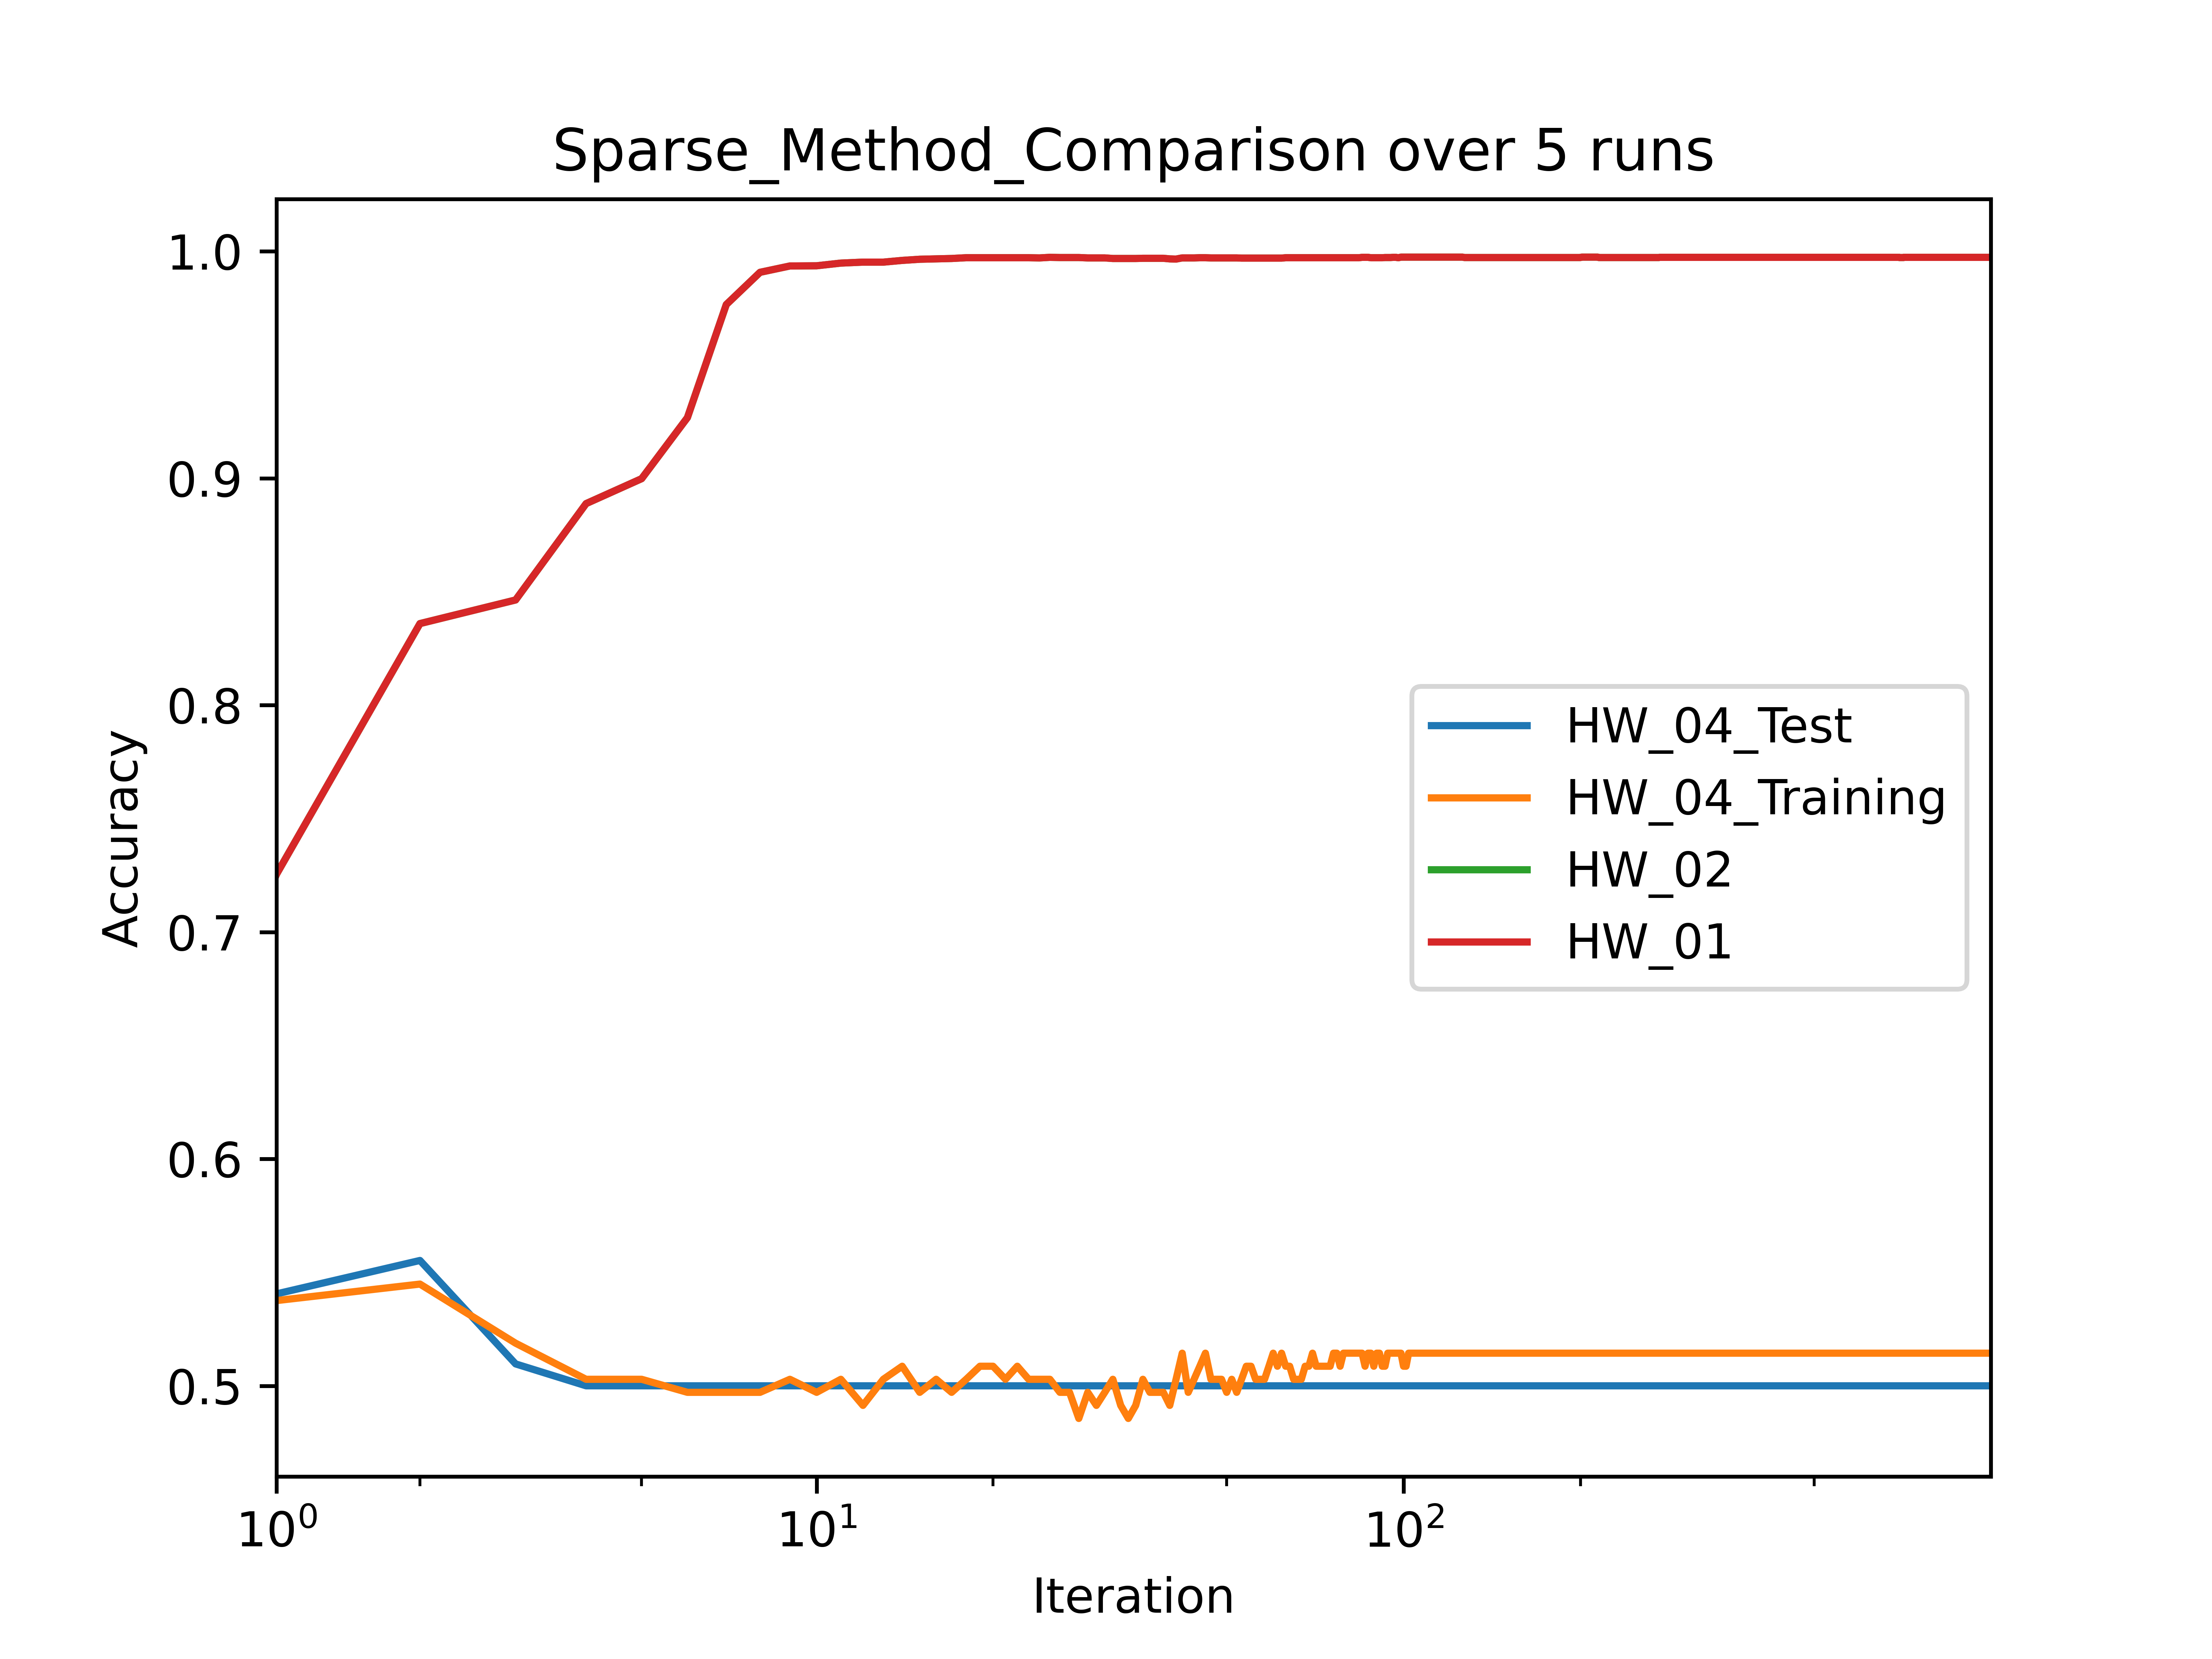 Sparse_Method_Comparison over 5 runs
1.0
0.9
0.8
0.7
0.6
0.5
Accuracy
HW_04_Test
HW_04_Training
HW_02
HW_01
10⁰ 10¹ 10²
Iteration